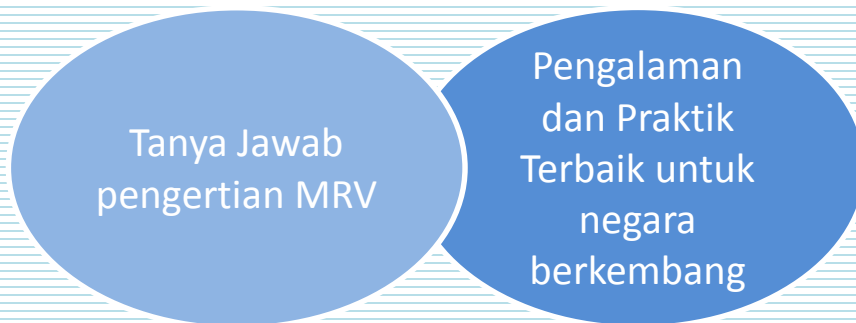 Tanya Jawab
pengertian MRV
Pengalaman
dan Praktik
Terbaik untuk
negara
berkembang